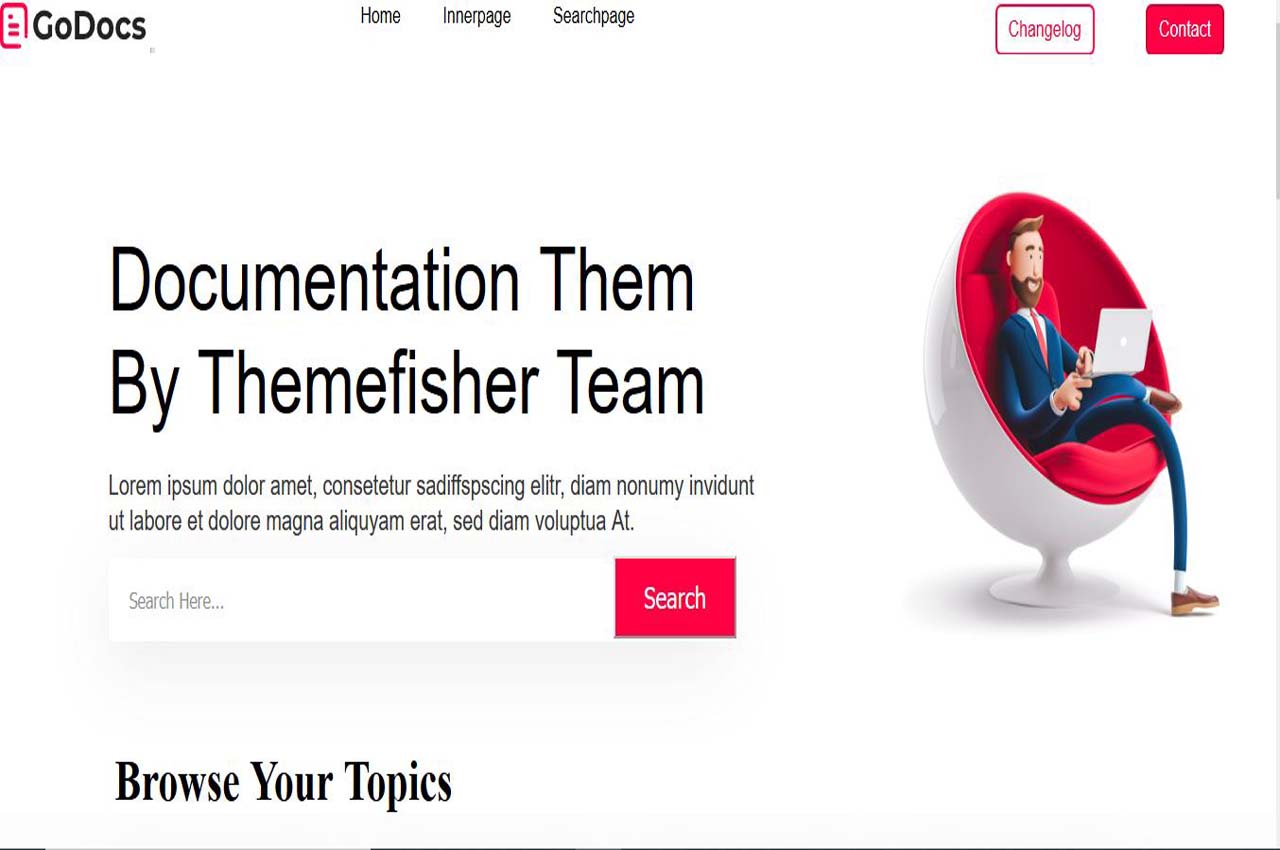 GoDocs
Home Innerpage Searchpage Changelog Contact
Documentation Them
By Themefisher Team
Lorem ipsum dolor amet, consetetur sadiffspscing elitr, diam nonumy invidunt
ut labore et dolore magna aliquyam erat, sed diam voluptua At.
Search Here... Search
Browse Your Topics